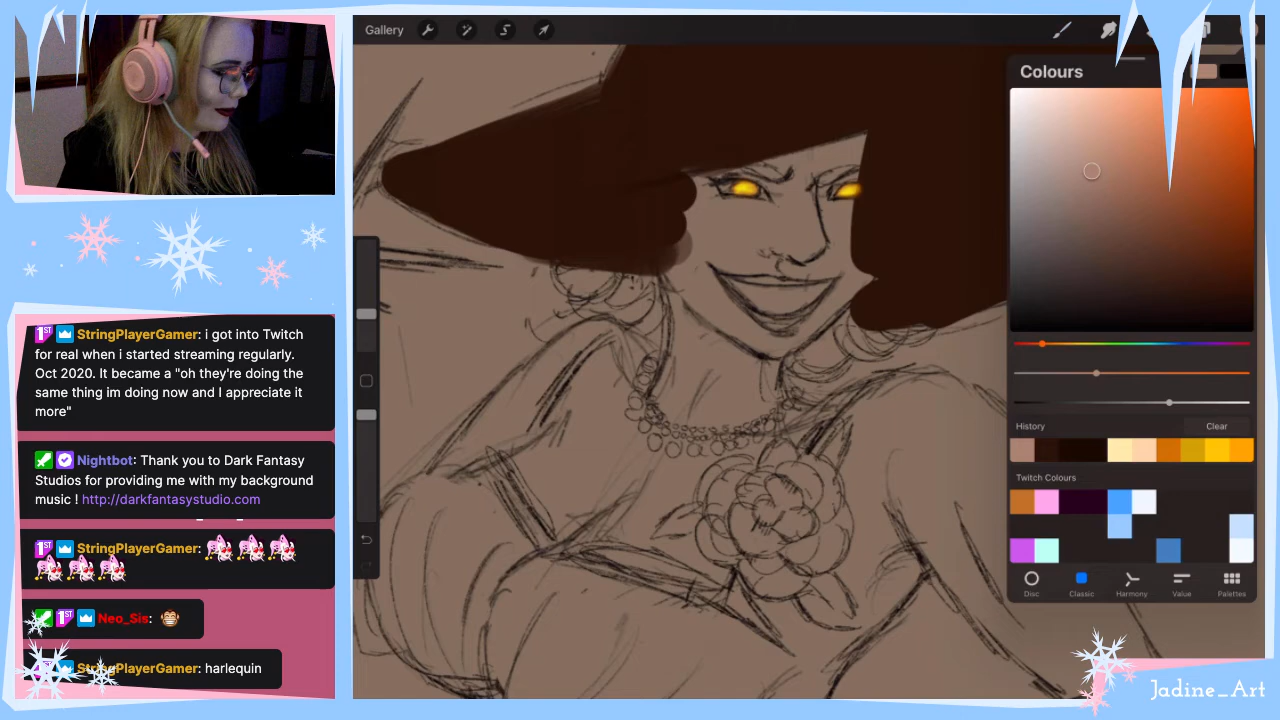 Gallery
Colours
StringPlayerGamer: i got into Twitch
for real when i started streaming regularly.
Oct 2020. It became a "oh they're doing the
same thing im doing now and I appreciate it
more"
Nightbot: Thank you to Dark Fantasy
Studios for providing me with my background
music ! http://darkfantasystudio.com
StringPlayerGamer:
Neo_Sis:
StringPlayerGamer: harlequin
History
Clear
Twitch Colours
Disc
Classic
Harmony
Value
Palettes
Jadine_Art